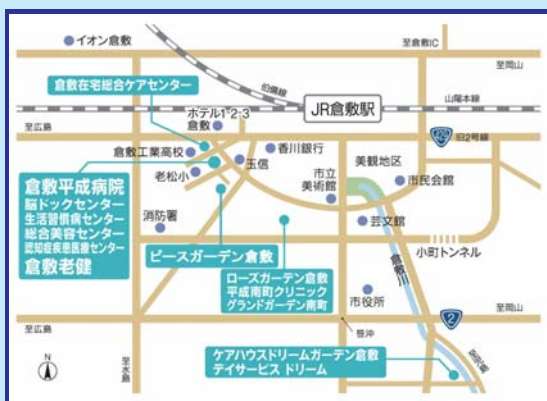 イオン倉敷
至倉敷IC
至岡山
倉敷在宅総合ケアセンター
伯備線
ホテル1・2・3
倉敷
JR倉敷駅
山陽本線
至広島
429
旧2号線
倉敷工業高校
玉信
香川銀行
美観地区
老松小
市立
美術館
市民会館
倉敷平成病院
脳ドックセンター
生活習慣病センター
総合美容センター
認知症疾患医療センター
倉敷老健
消防署
芸文館
ピースガーデン倉敷
小町トンネル
倉敷川
ローズガーデン倉敷
平成南町クリニック
グランドガーデン南町
市役所
2
至岡山
至広島
笹沖
N
至水島
ケアハウスドリームガーデン倉敷
デイサービス ドリーム